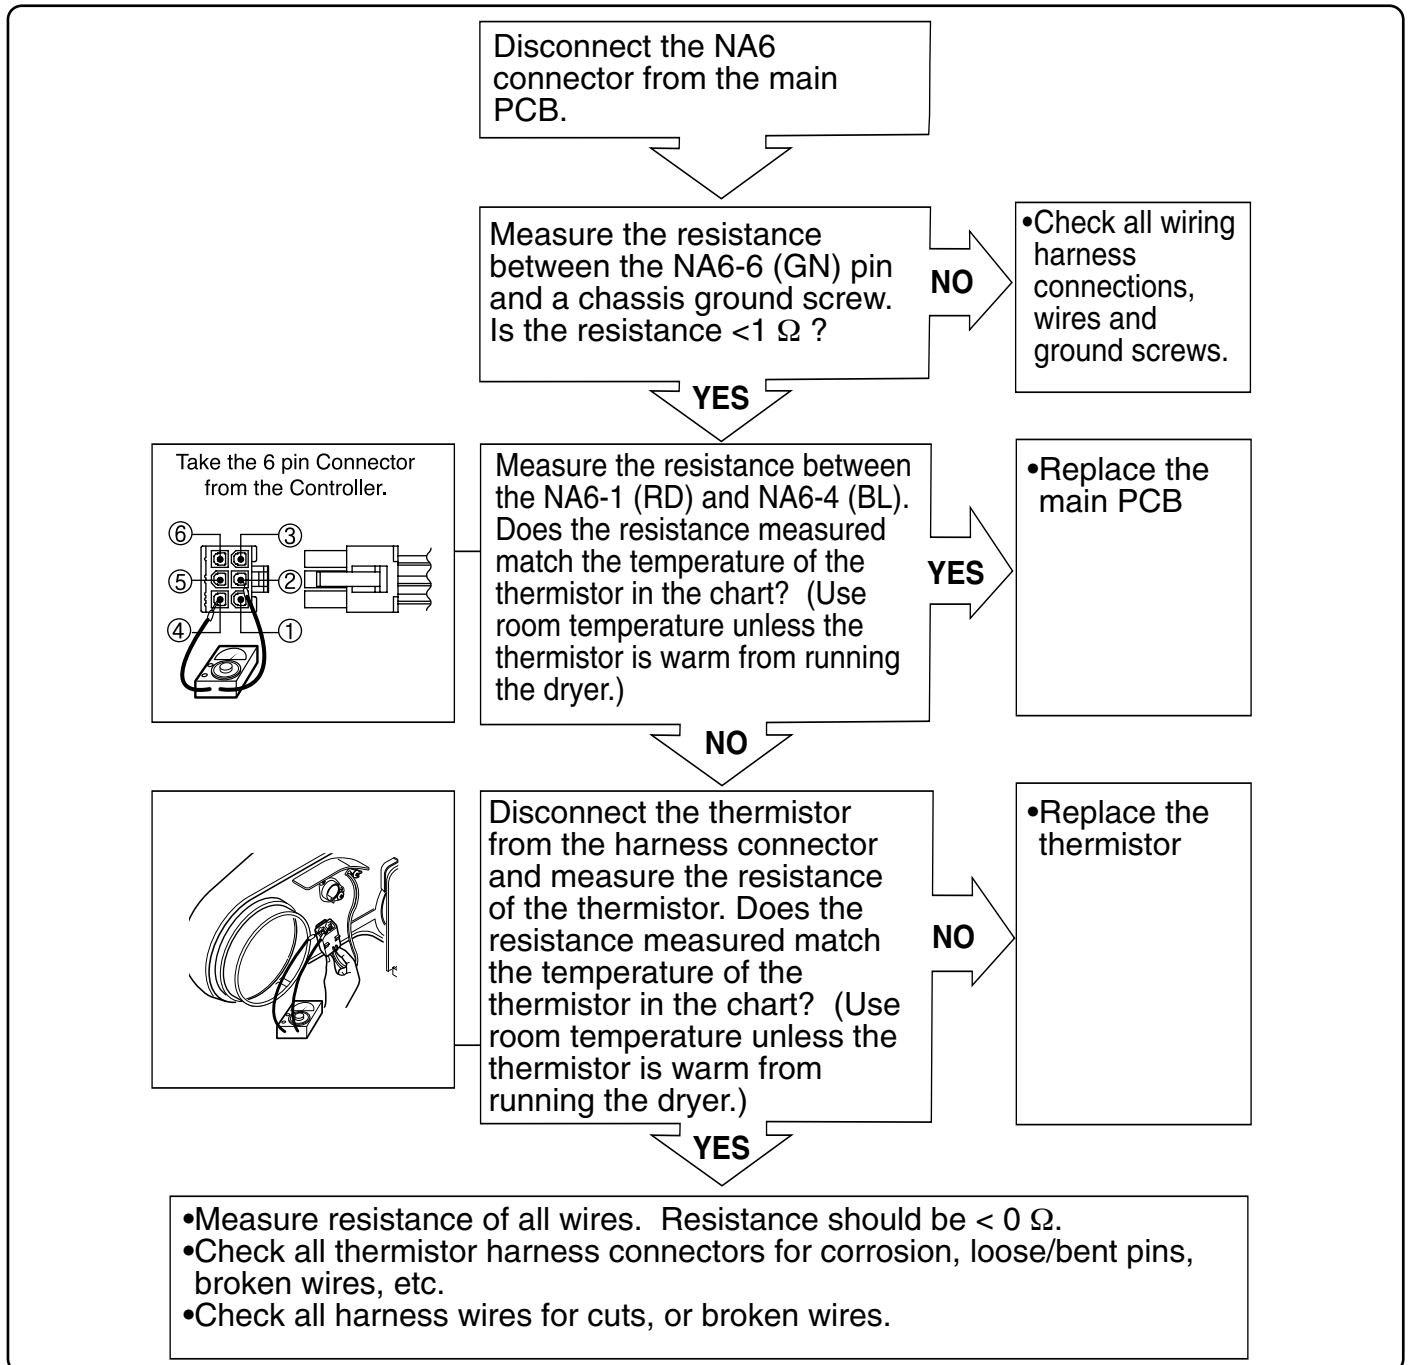 Disconnect the NA6
connector from the main
PCB.
Measure the resistance
between the NA6-6 (GN) pin
and a chassis ground screw.
Is the resistance <1 Ω ?
NO
•Check all wiring
harness
connections,
wires and
ground screws.
YES
Take the 6 pin Connector
from the Controller.
⑥
③
⑤
②
④
①
Measure the resistance between
the NA6-1 (RD) and NA6-4 (BL).
Does the resistance measured
match the temperature of the
thermistor in the chart?  (Use
room temperature unless the
thermistor is warm from running
the dryer.)
YES
•Replace the
main PCB
NO
Disconnect the thermistor
from the harness connector
and measure the resistance
of the thermistor. Does the
resistance measured match
the temperature of the
thermistor in the chart?  (Use
room temperature unless the
thermistor is warm from
running the dryer.)
NO
•Replace the
thermistor
YES
•Measure resistance of all wires.  Resistance should be < 0 Ω.
•Check all thermistor harness connectors for corrosion, loose/bent pins,
broken wires, etc.
•Check all harness wires for cuts, or broken wires.